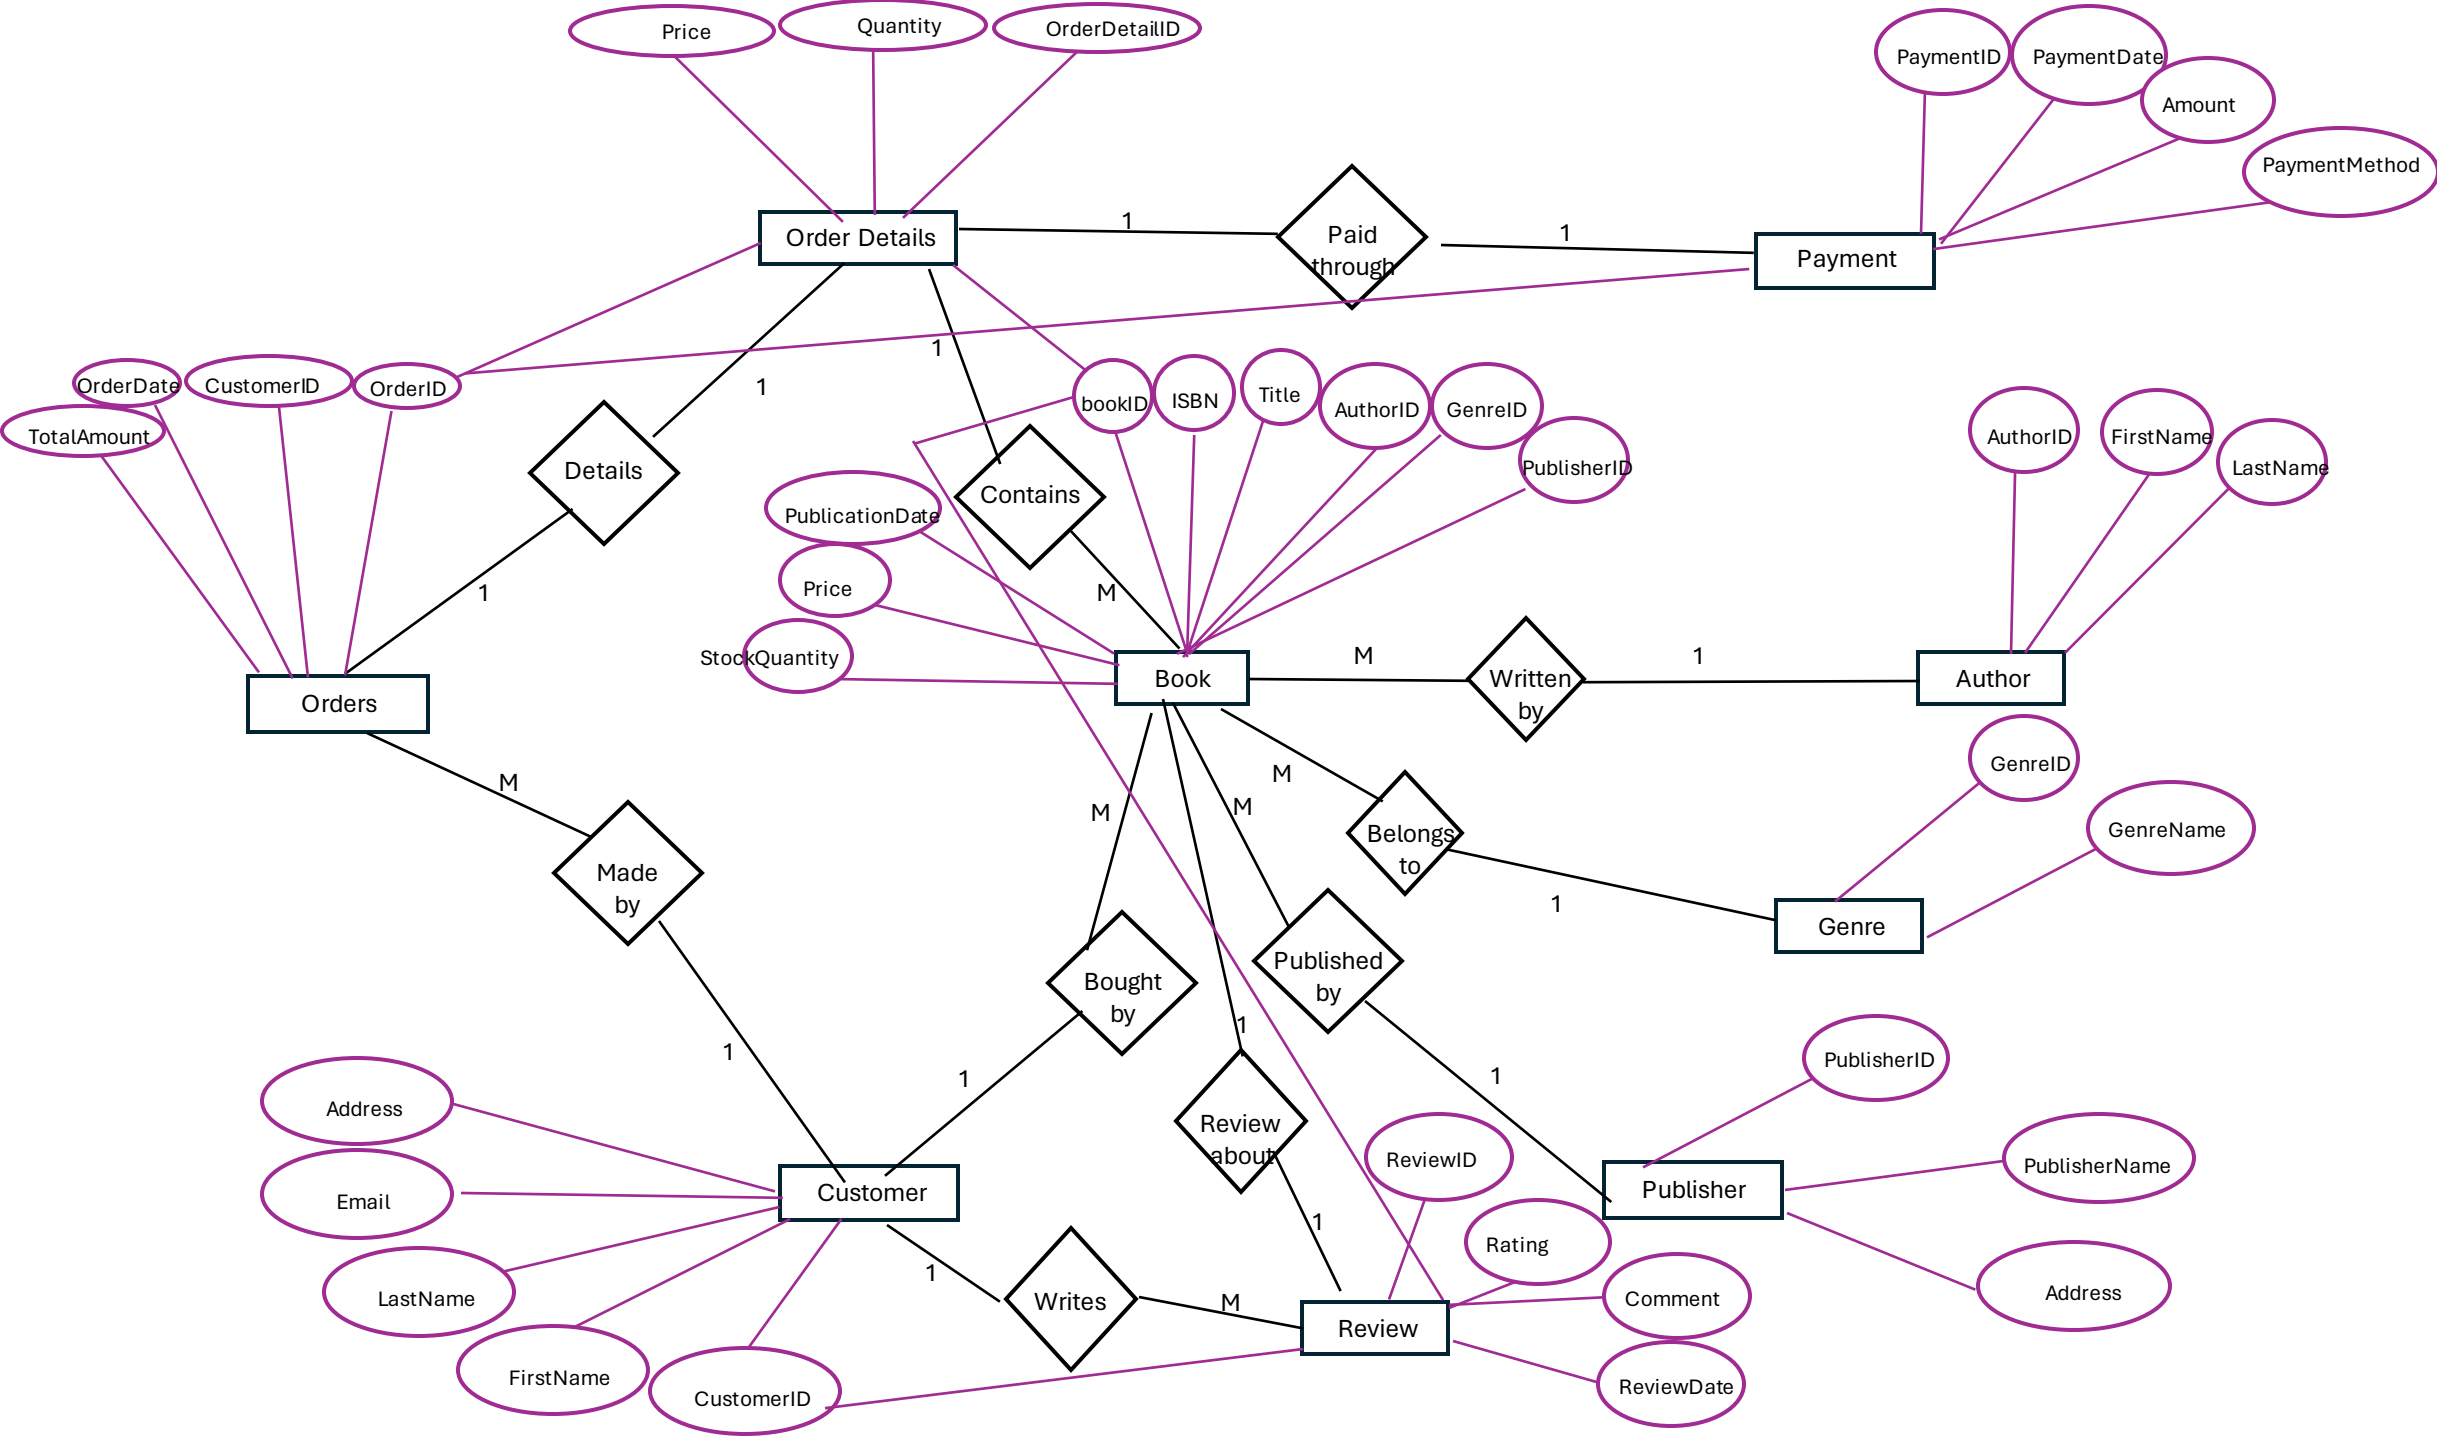 Price
Quantity
OrderDetailID
PaymentID
PaymentDate
Amount
PaymentMethod
Order Details
1
Paid
through
1
Payment
1
1
OrderDate
CustomerID
OrderID
TotalAmount
bookID
ISBN
Title
AuthorID
GenreID
PublisherID
AuthorID
FirstName
LastName
Details
Contains
PublicationDate
Price
StockQuantity
1
M
Orders
Book
M
Written
by
1
Author
M
M
M
M
Belongs
to
1
GenreID
GenreName
Genre
Made
by
1
Bought
by
1
1
Published
by
1
Review
about
1
PublisherID
PublisherName
Address
Publisher
Address
Email
LastName
FirstName
CustomerID
Customer
1
Writes
M
Review
ReviewID
Rating
Comment
ReviewDate